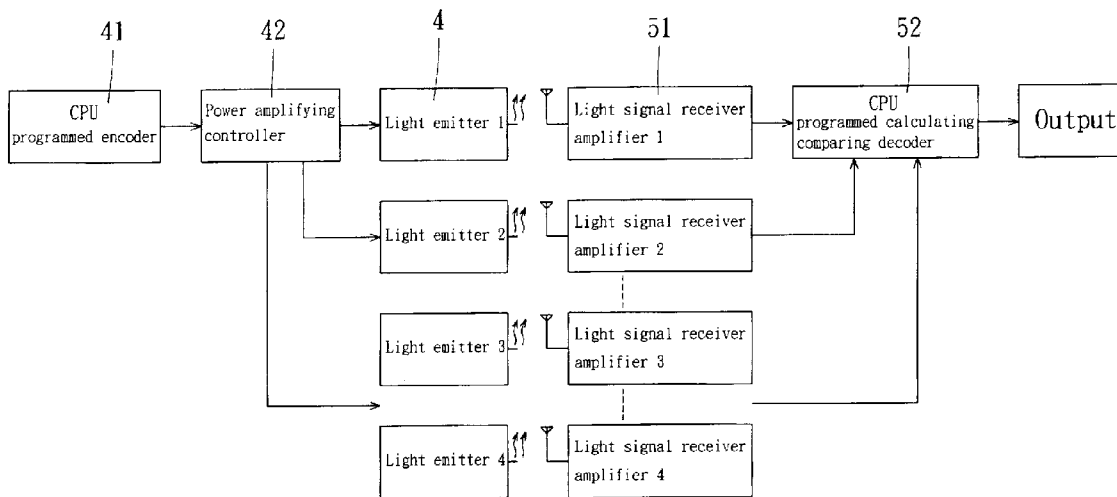 41
42
4
51
52
CPU
programmed encoder
Power amplifying
controller
Light emitter 1
Light signal receiver
amplifier 1
CPU
programmed calculating
comparing decoder
Output
Light emitter 2
Light signal receiver
amplifier 2
Light emitter 3
Light signal receiver
amplifier 3
Light emitter 4
Light signal receiver
amplifier 4